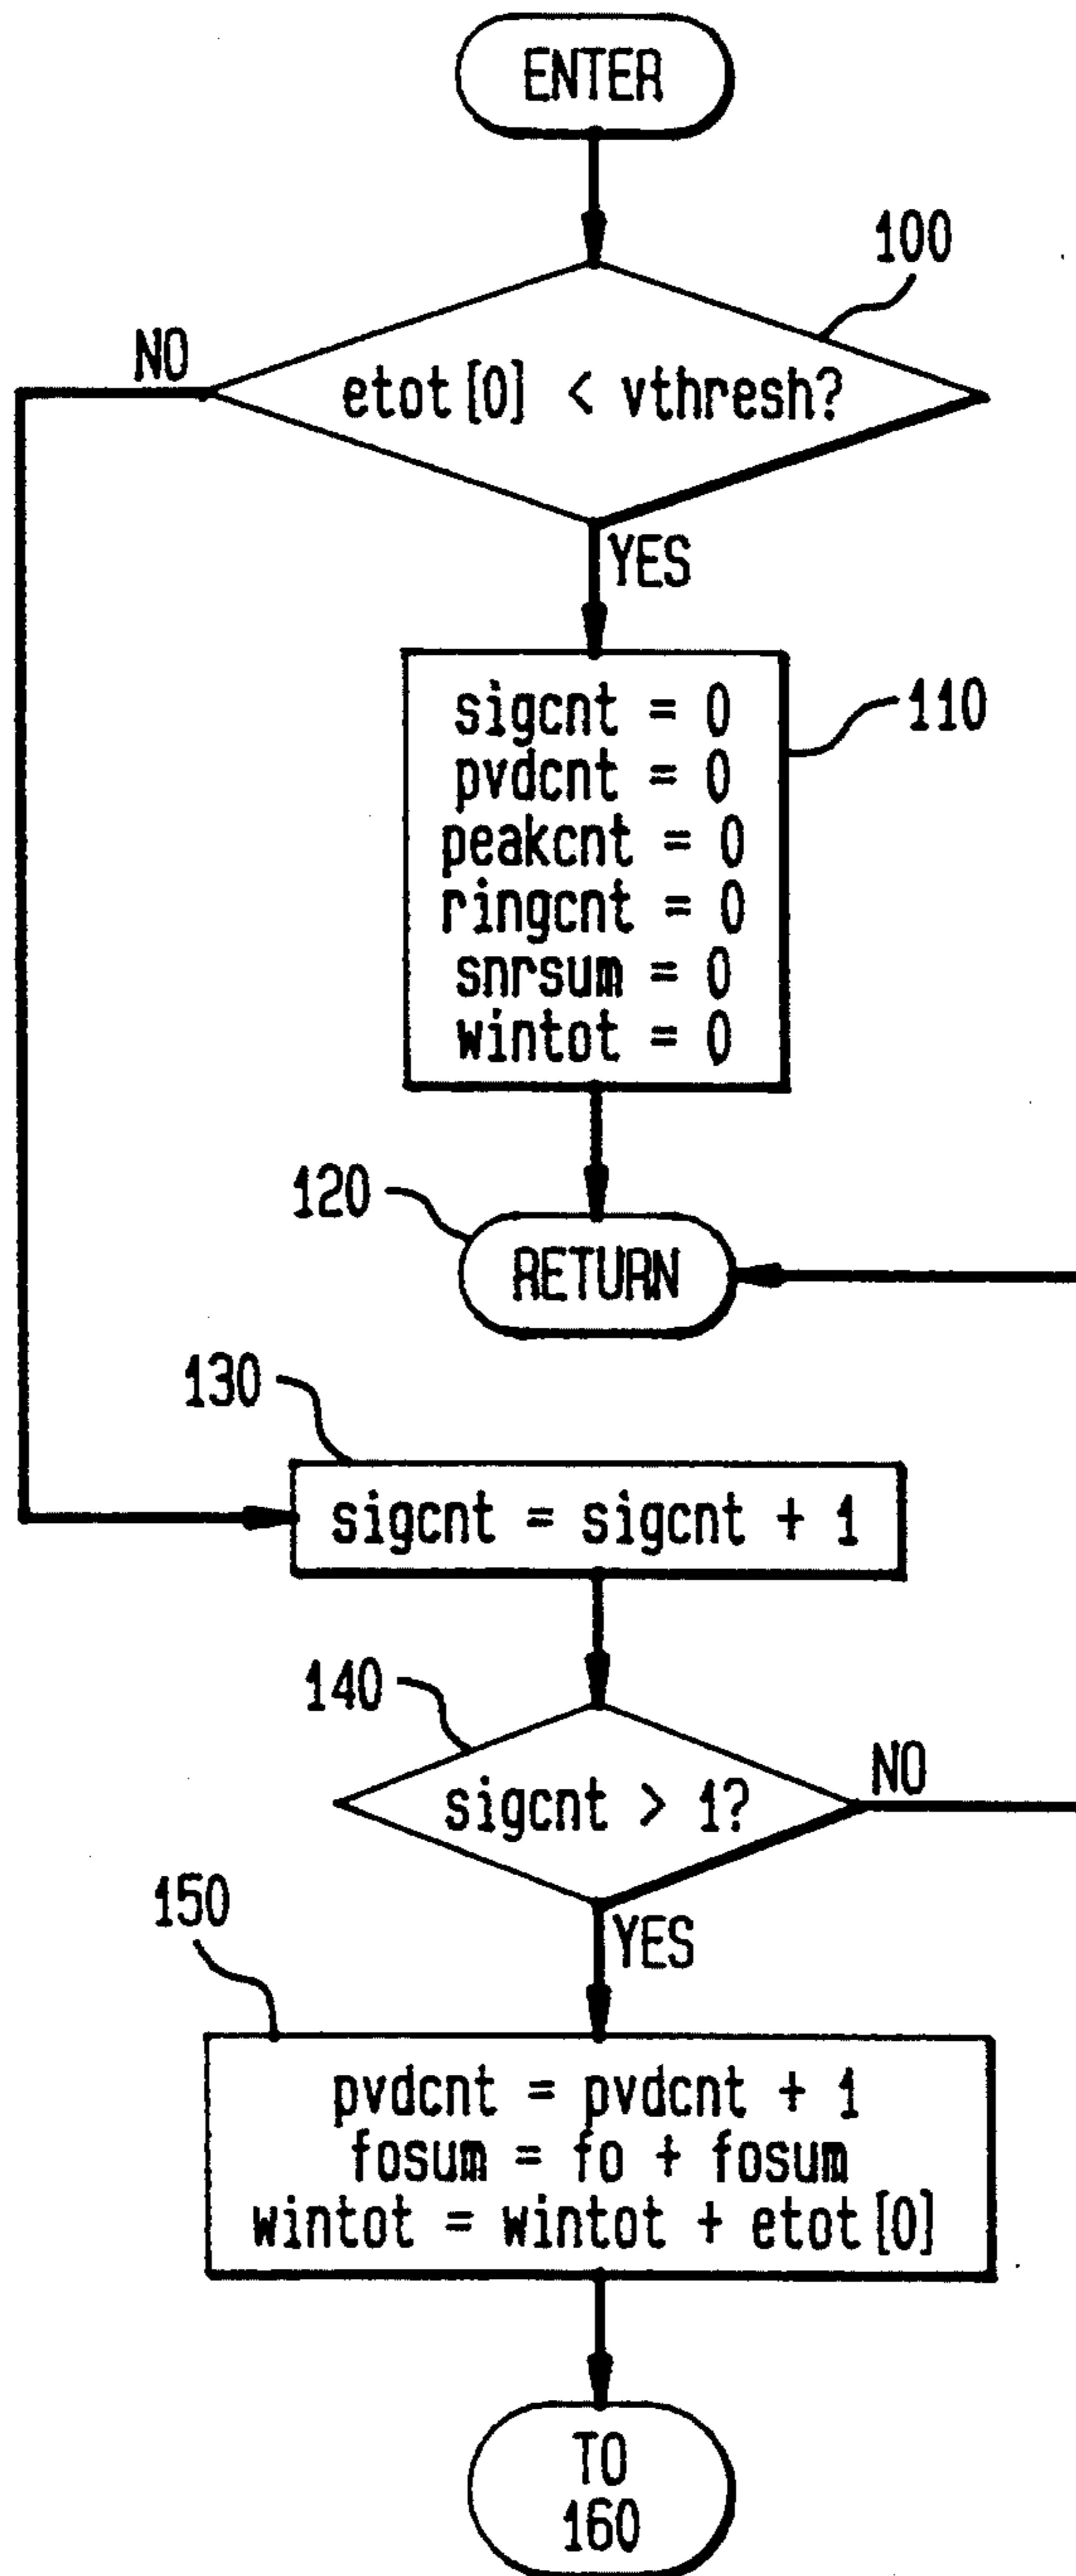 ENTER
100
NO
etot[0] < vthresh?
YES
sigcnt = 0
110
pvdcnt = 0
peakcnt = 0
ringcnt = 0
snrsum = 0
wintot = 0
120
RETURN
130
sigcnt = sigcnt + 1
140
NO
sigcnt > 1?
150
YES
pvdcnt = pvdcnt + 1
fosum = fo + fosum
wintot = wintot + etot[0]
TO
160